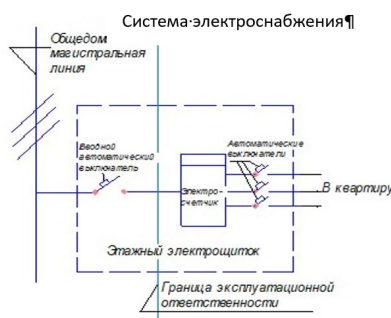 Система·электроснабжения¶
Общедом.
магистральная
линия
Вводной
автоматический
выключатель
Автоматические
выключатели
Электро-
счетчик
В квартиру
Этажный электрощиток
Граница эксплуатационной
ответственности